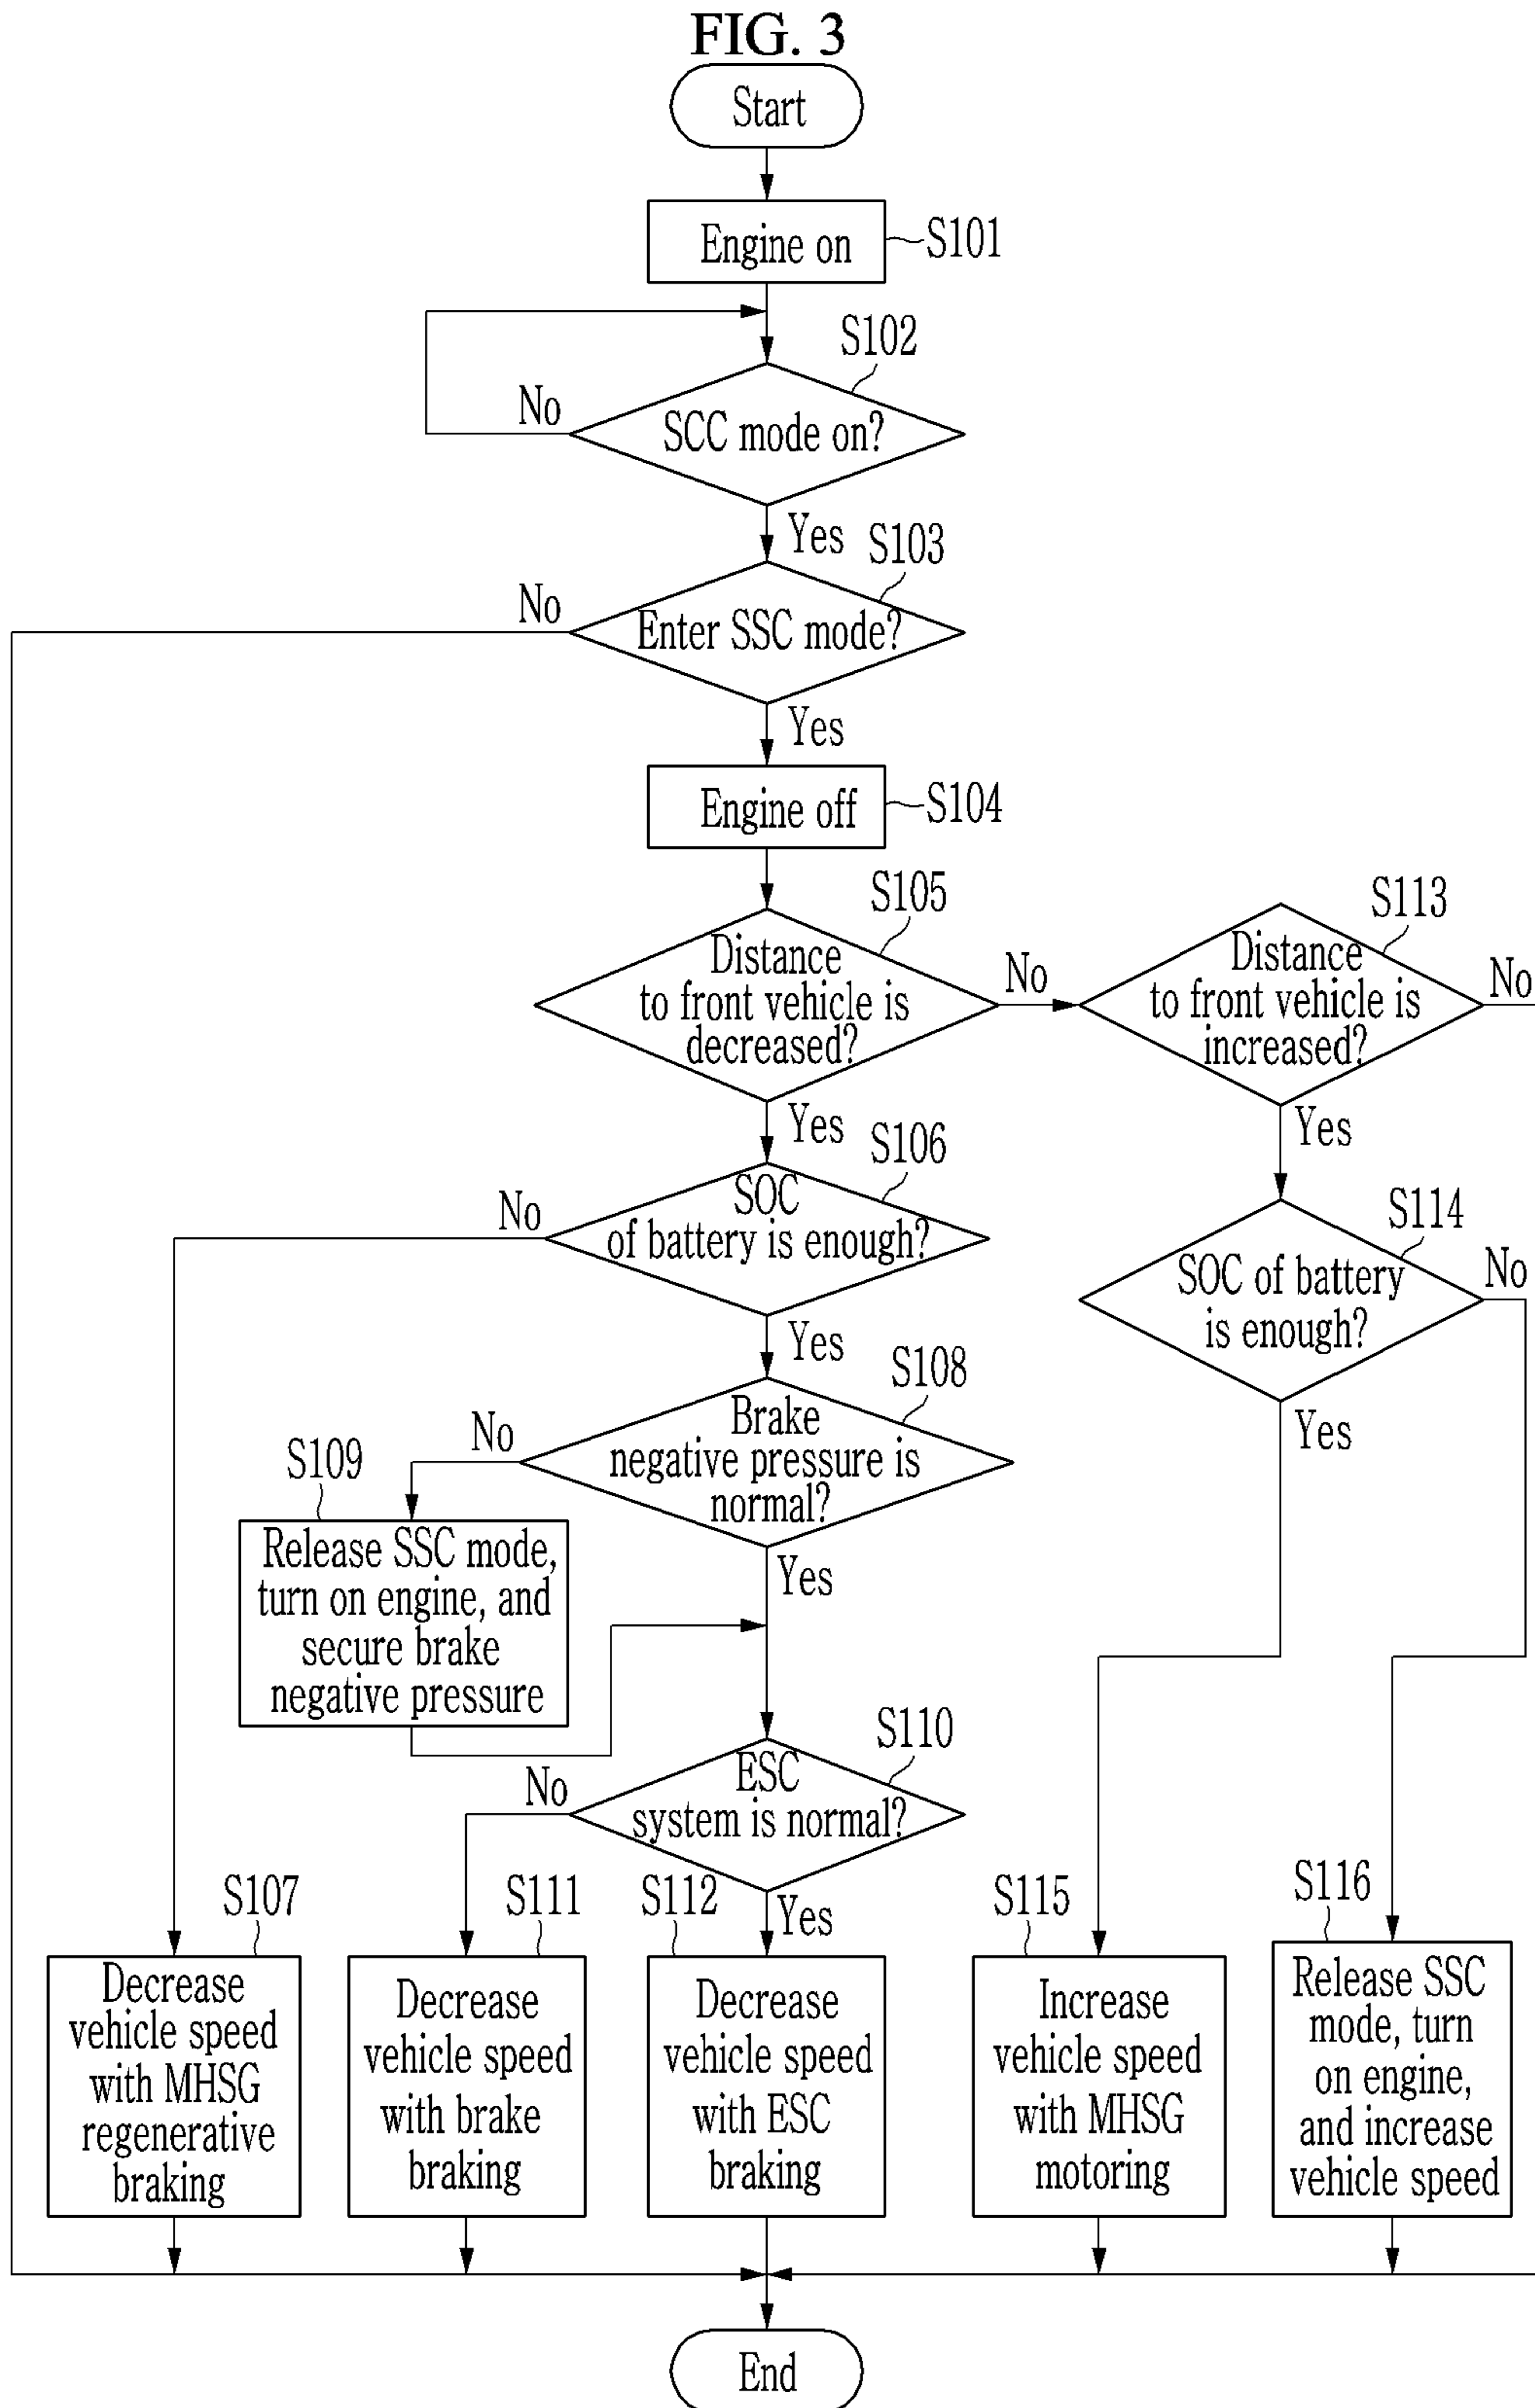 FIG. 3
Start
Engine on
S101
S102
No
SCC mode on?
Yes
S103
No
Enter SSC mode?
Yes
Engine off
S104
S105
Distance
to front vehicle is
decreased?
No
S113
Distance
to front vehicle is
increased?
No
Yes
Yes
S106
SOC
of battery is enough?
No
S114
SOC of battery
is enough?
No
Yes
Yes
S108
Brake
negative pressure is
normal?
No
S109
Release SSC mode,
turn on engine, and
secure brake
negative pressure
Yes
S110
ESC
system is normal?
No
Yes
S107
Decrease
vehicle speed
with MHSG
regenerative
braking
S111
Decrease
vehicle speed
with brake
braking
S112
Decrease
vehicle speed
with ESC
braking
S115
Increase
vehicle speed
with MHSG
motoring
S116
Release SSC
mode, turn
on engine,
and increase
vehicle speed
End